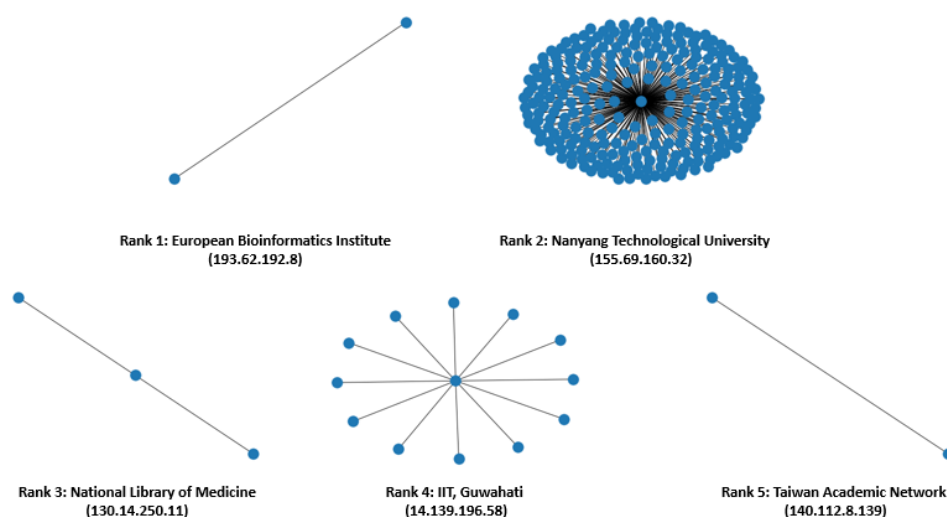 Rank 1: European Bioinformatics Institute
(193.62.192.8)
Rank 2: Nanyang Technological University
(155.69.160.32)
Rank 3: National Library of Medicine
(130.14.250.11)
Rank 4: IIT, Guwahati
(14.139.196.58)
Rank 5: Taiwan Academic Network
(140.112.8.139)